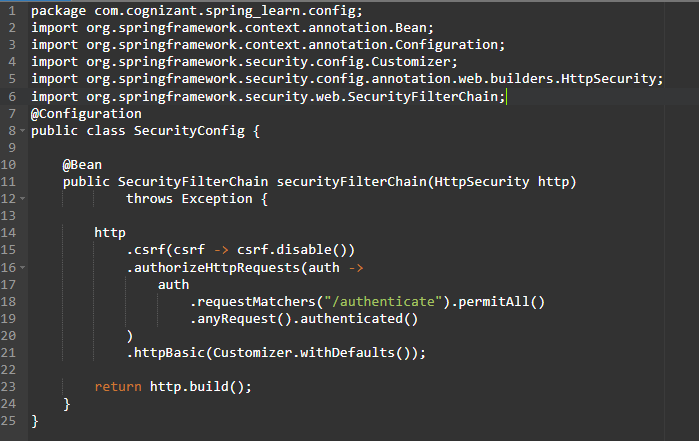 1 package com.cognizant.spring_learn.config;
2 import org.springframework.context.annotation.Bean;
3 import org.springframework.context.annotation.Configuration;
4 import org.springframework.security.config.Customizer;
5 import org.springframework.security.config.annotation.web.builders.HttpSecurity;
6 import org.springframework.security.web.SecurityFilterChain;
7 @Configuration
8 public class SecurityConfig {
9
10     @Bean
11     public SecurityFilterChain securityFilterChain(HttpSecurity http)
12             throws Exception {
13
14         http
15             .csrf(csrf -> csrf.disable())
16             .authorizeHttpRequests(auth ->
17                 auth
18                     .requestMatchers("/authenticate").permitAll()
19                     .anyRequest().authenticated()
20             )
21             .httpBasic(Customizer.withDefaults());
22
23         return http.build();
24     }
25 }